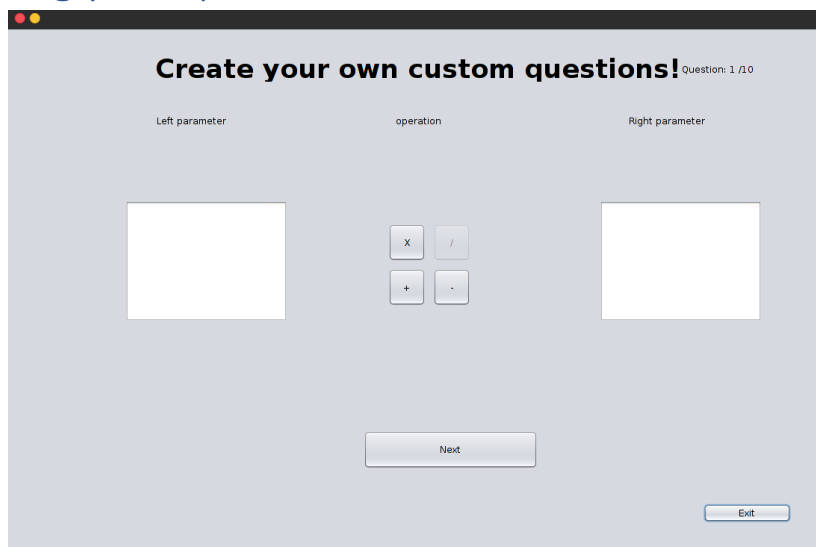 Create your own custom questions! Question: 1 /10
Left parameter operation Right parameter
X /
+ -
Next
Exit